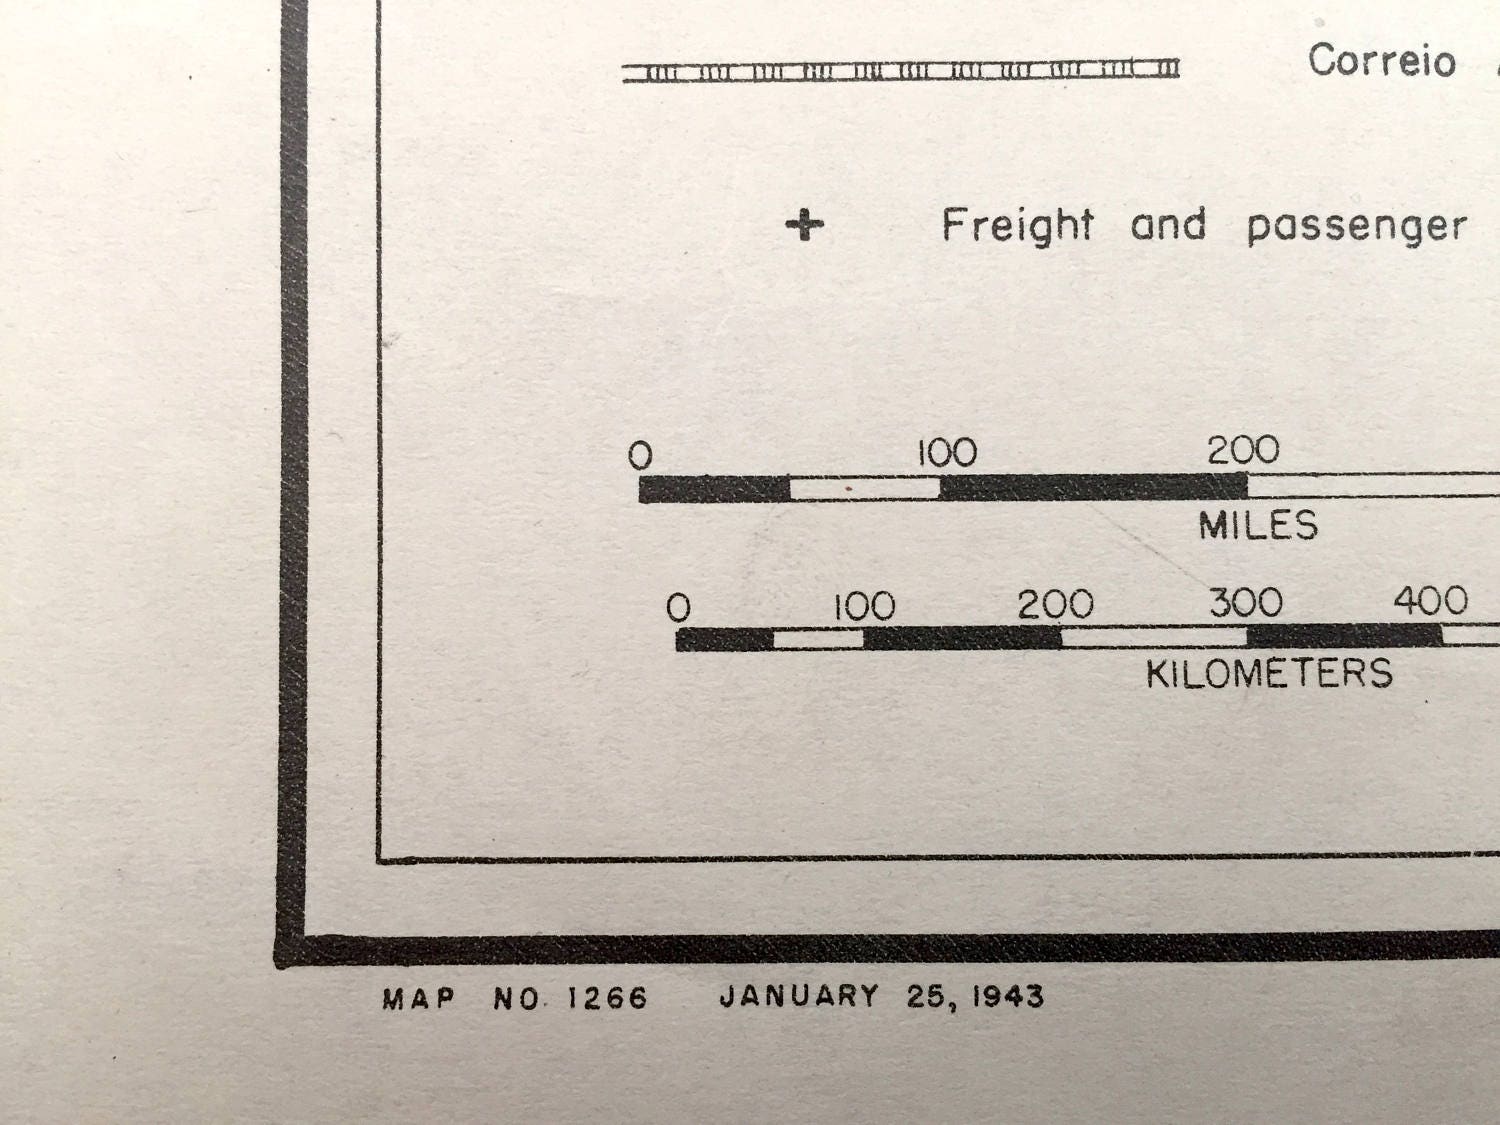 Correio
+ Freight and passenger
0 100 200
MILES
0 100 200 300 400
KILOMETERS
MAP NO. 1266 JANUARY 25, 1943